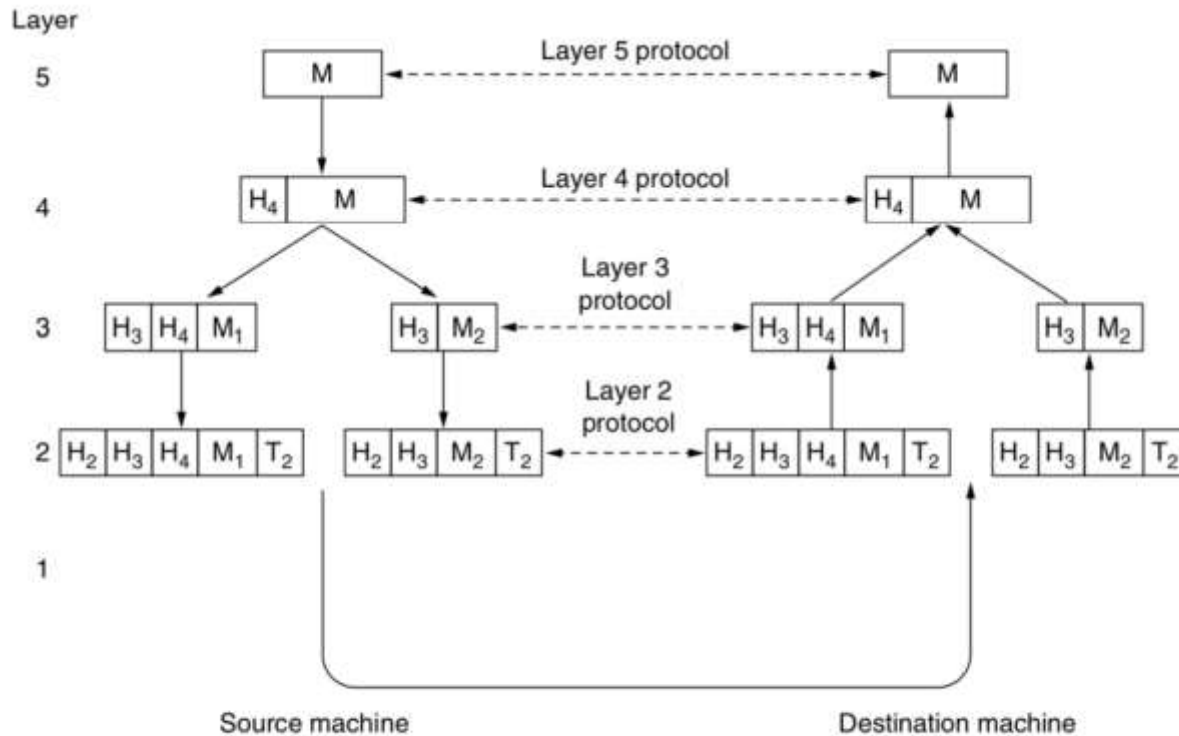 Layer
5
M
Layer 5 protocol
M
4
H₄ M
Layer 4 protocol
H₄ M
3
H₃ H₄ M₁
H₃ M₂
Layer 3
protocol
H₃ H₄ M₁
H₃ M₂
2
H₂ H₃ H₄ M₁ T₂
H₂ H₃ M₂ T₂
Layer 2
protocol
H₂ H₃ H₄ M₁ T₂
H₂ H₃ M₂ T₂
1
Source machine
Destination machine